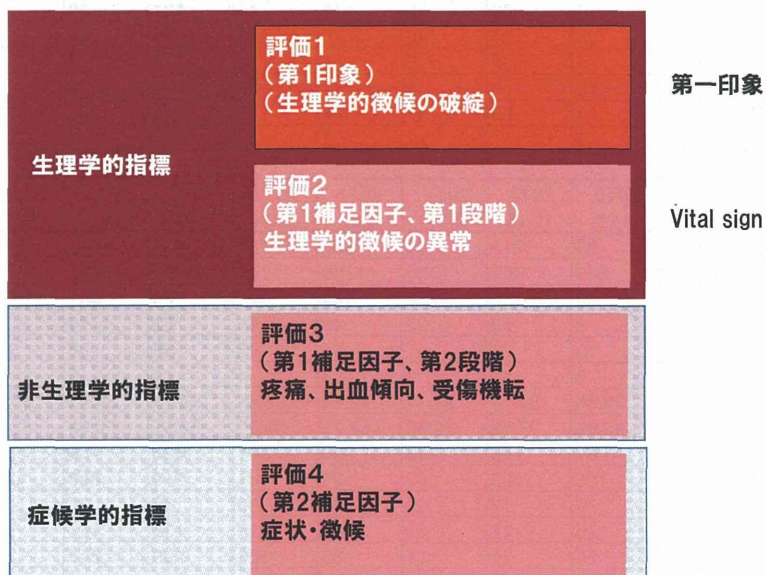 評価1
(第1印象)
(生理学的徴候の破綻)
第一印象
生理学的指標
評価2
(第1補足因子、第1段階)
生理学的徴候の異常
Vital sign
評価3
(第1補足因子、第2段階)
疼痛、出血傾向、受傷機転
非生理学的指標
評価4
(第2補足因子)
症状・徴候
症候学的指標